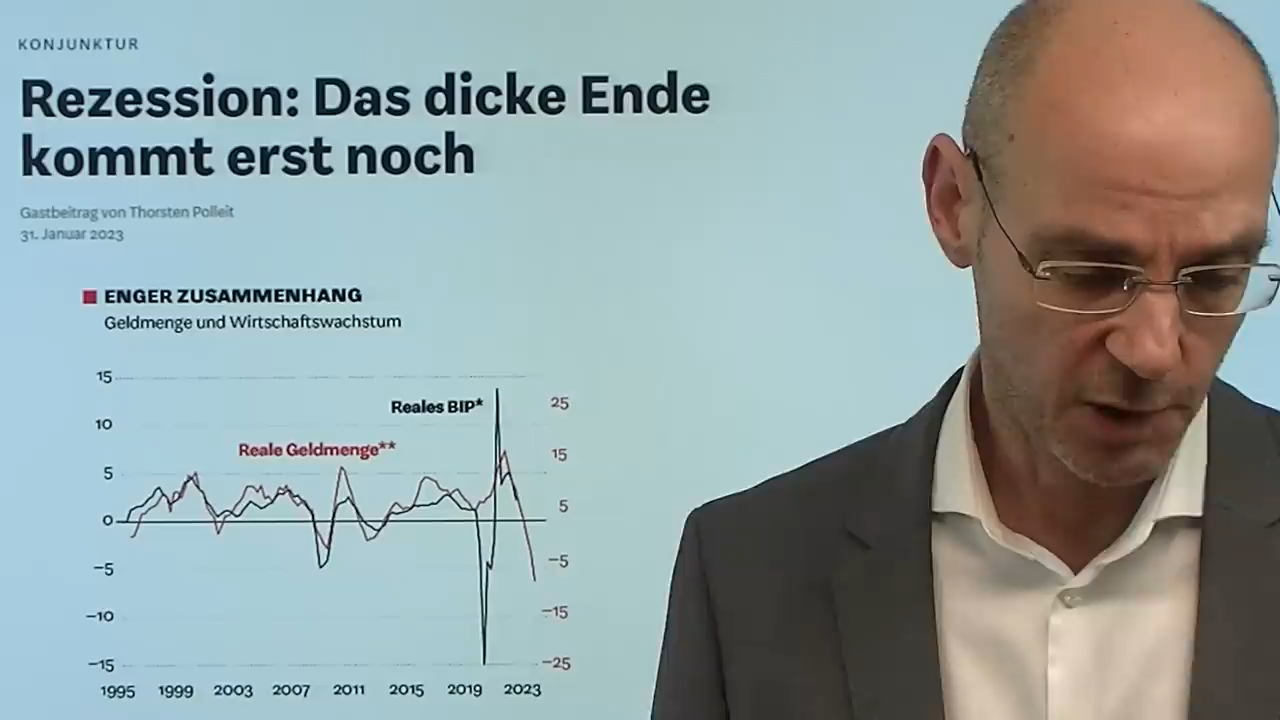 KONJUNKTUR
Rezession: Das dicke Ende
kommt erst noch
Gastbeitrag von Thorsten Polleit
31. Januar 2023
ENGER ZUSAMMENHANG
Geldmenge und Wirtschaftswachstum
15
10
5
0
−5
−10
−15
Reales BIP*
Reale Geldmenge**
25
15
5
−5
−15
−25
1995 1999 2003 2007 2011 2015 2019 2023